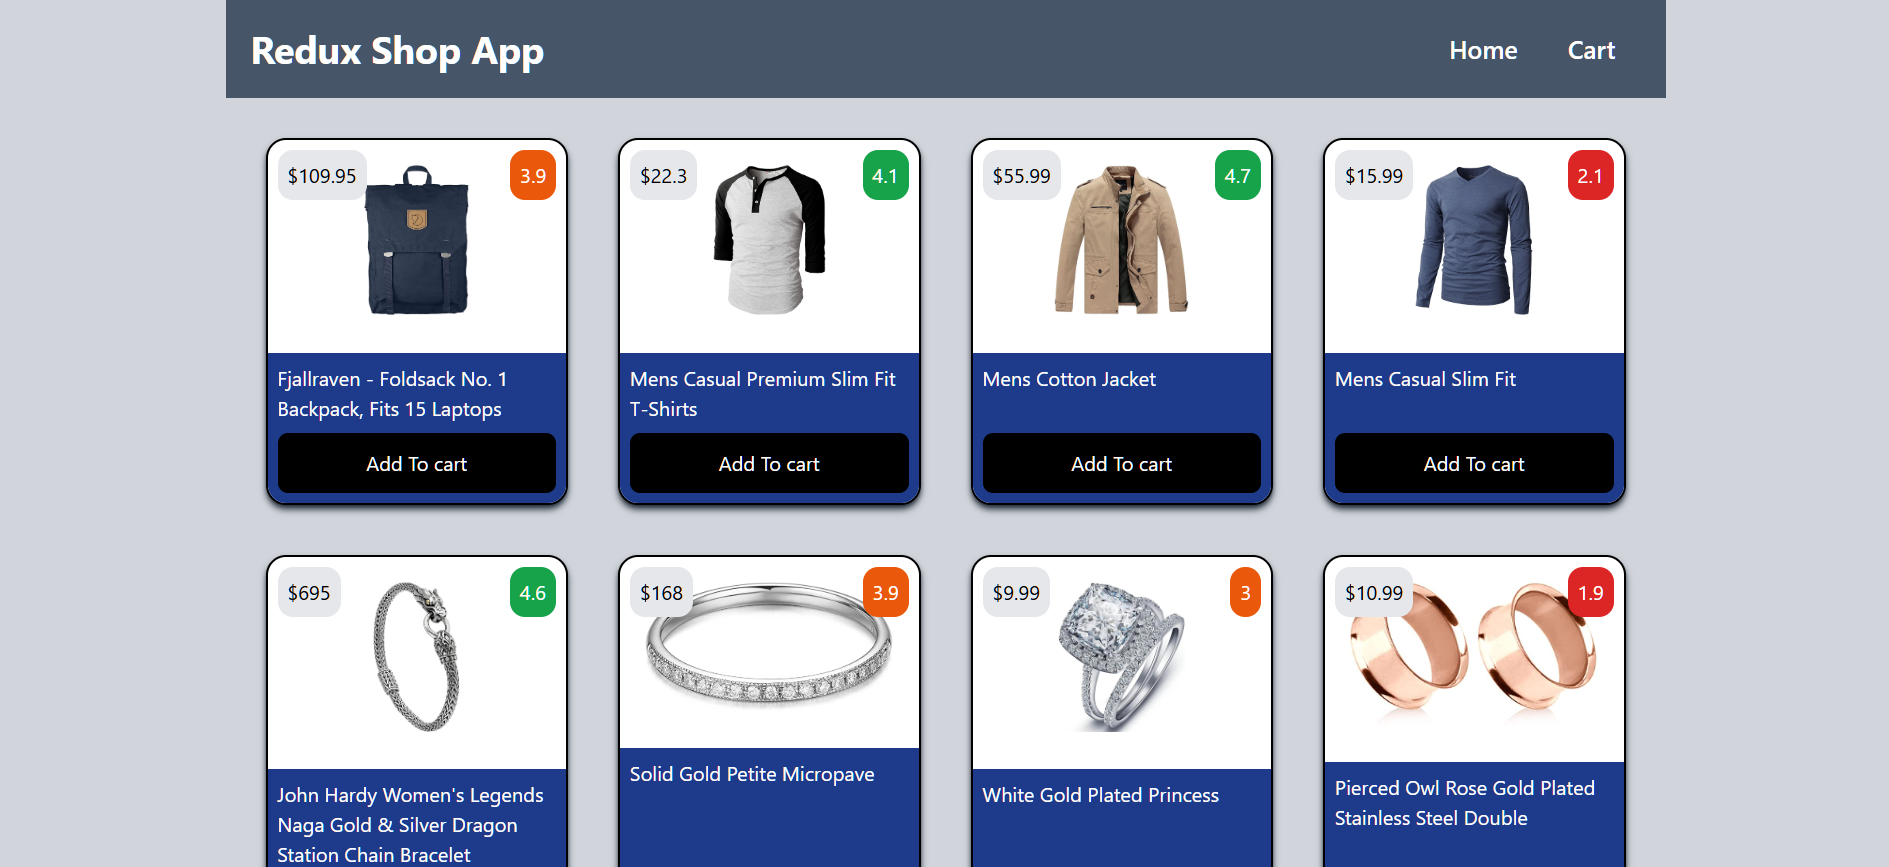 Redux Shop App
Home
Cart
$109.95
3.9
Fjallraven - Foldsack No. 1
Backpack, Fits 15 Laptops
Add To cart
$22.3
4.1
Mens Casual Premium Slim Fit
T-Shirts
Add To cart
$55.99
4.7
Mens Cotton Jacket
Add To cart
$15.99
2.1
Mens Casual Slim Fit
Add To cart
$695
4.6
John Hardy Women's Legends
Naga Gold & Silver Dragon
Station Chain Bracelet
$168
3.9
Solid Gold Petite Micropave
$9.99
3
White Gold Plated Princess
$10.99
1.9
Pierced Owl Rose Gold Plated
Stainless Steel Double